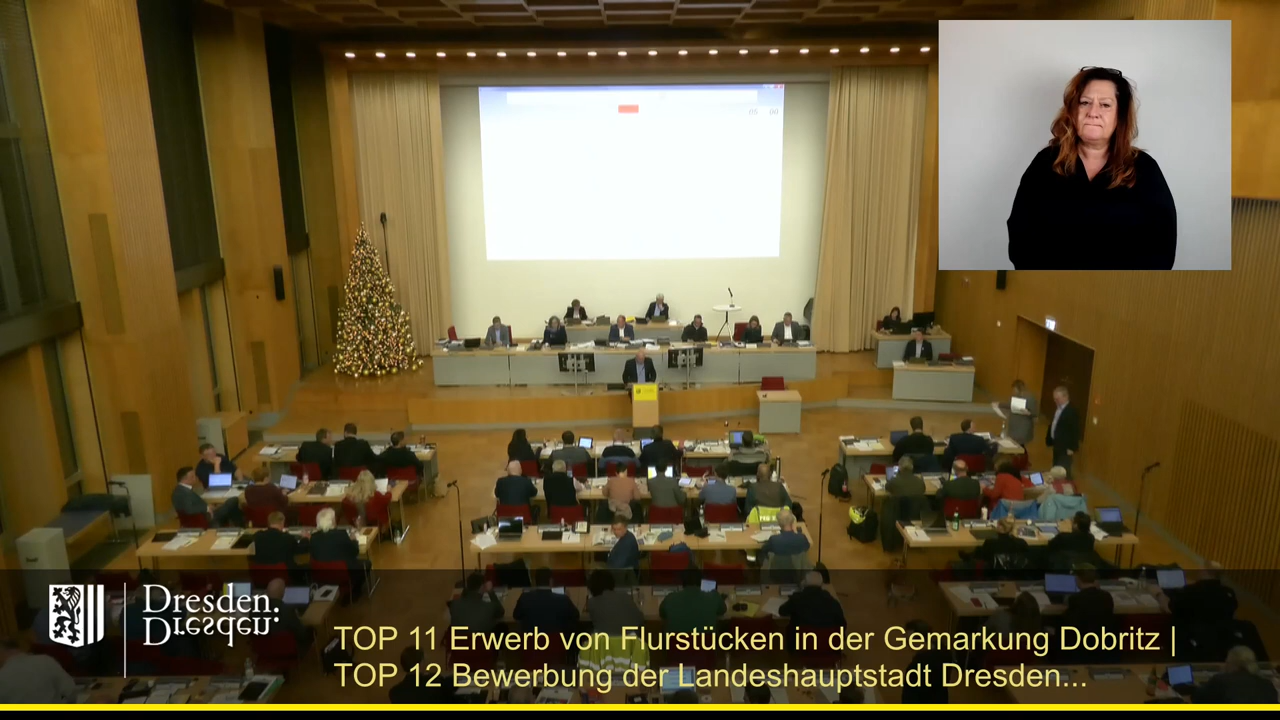 Dresden.
Dresden.
TOP 11 Erwerb von Flurstücken in der Gemarkung Dobritz |
TOP 12 Bewerbung der Landeshauptstadt Dresden...